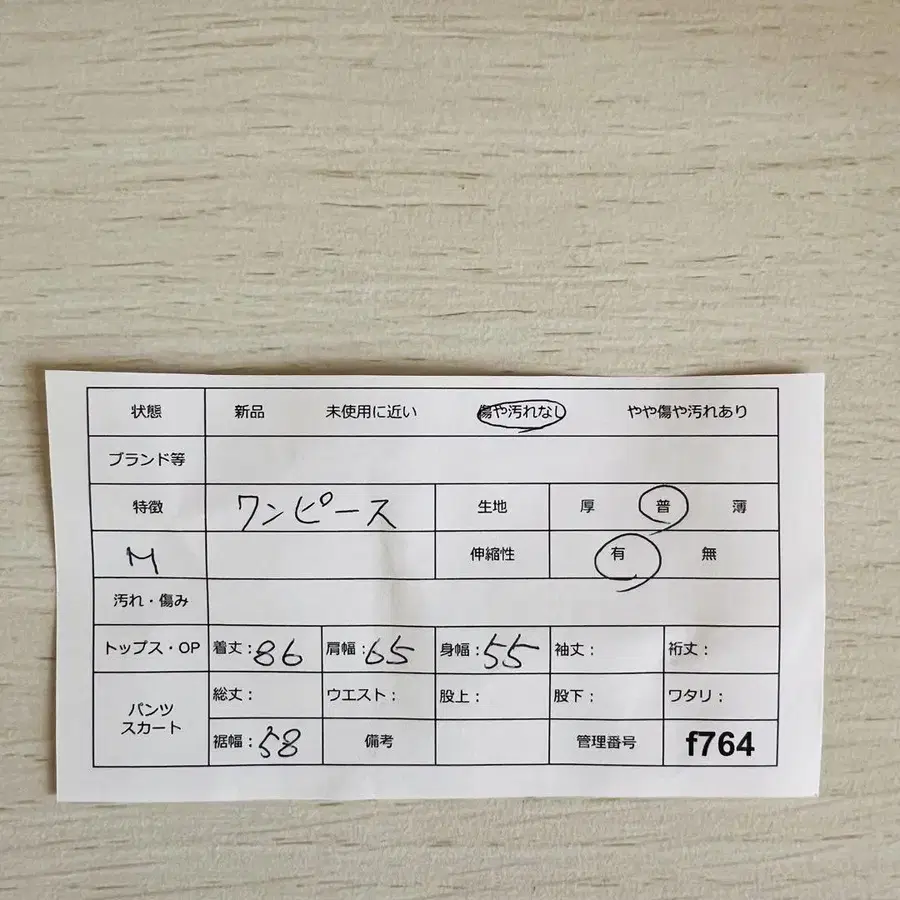 状態 新品 未使用に近い 傷や汚れなし やや傷や汚れあり
ブランド等
特徴 ワンピース 生地 厚 普 薄
M 伸縮性 有 無
汚れ・傷み
トップス・OP 着丈：86 肩幅：65 身幅：55 袖丈： 裄丈：
パンツ スカート 総丈： ウエスト： 股上： 股下： ワタリ：
裾幅：58 備考 管理番号 f764